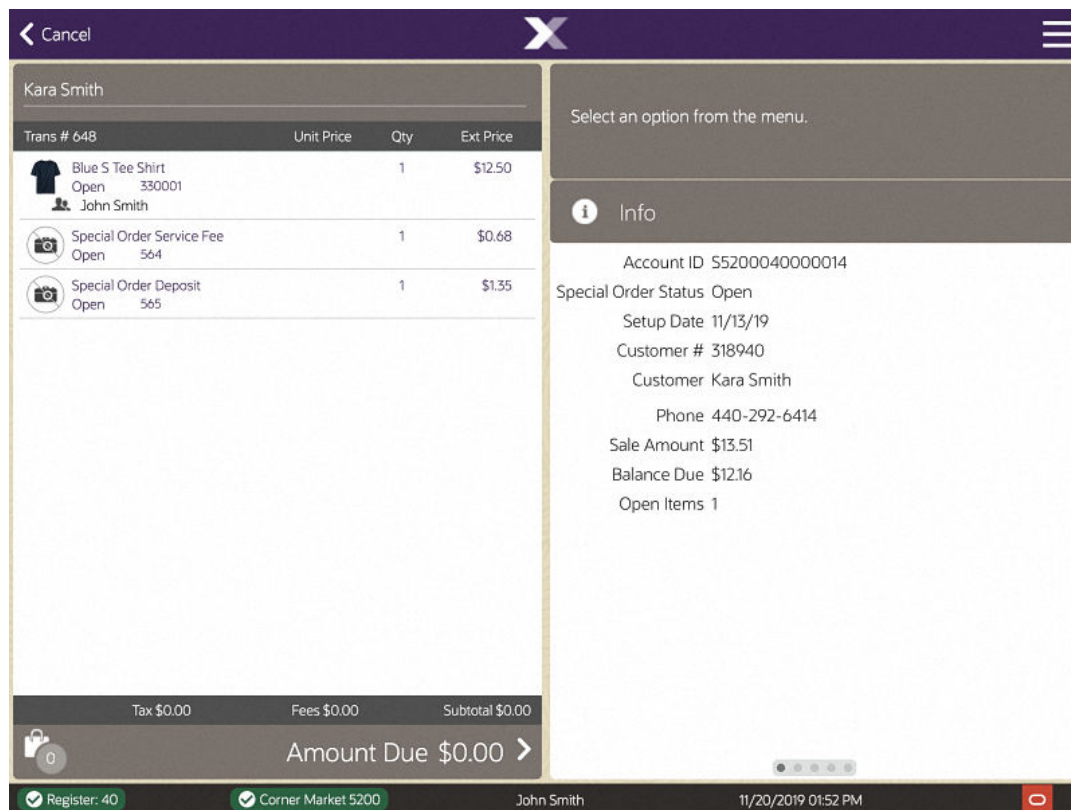 Cancel
Kara Smith
Trans # 648 Unit Price Qty Ext Price
Blue S Tee Shirt 1 $12.50
Open 330001
John Smith
Special Order Service Fee 1 $0.68
Open 564
Special Order Deposit 1 $1.35
Open 565
Tax $0.00 Fees $0.00 Subtotal $0.00
0 Amount Due $0.00
Select an option from the menu.
Info
Account ID S5200040000014
Special Order Status Open
Setup Date 11/13/19
Customer # 318940
Customer Kara Smith
Phone 440-292-6414
Sale Amount $13.51
Balance Due $12.16
Open Items 1
Register: 40 Corner Market 5200 John Smith 11/20/2019 01:52 PM